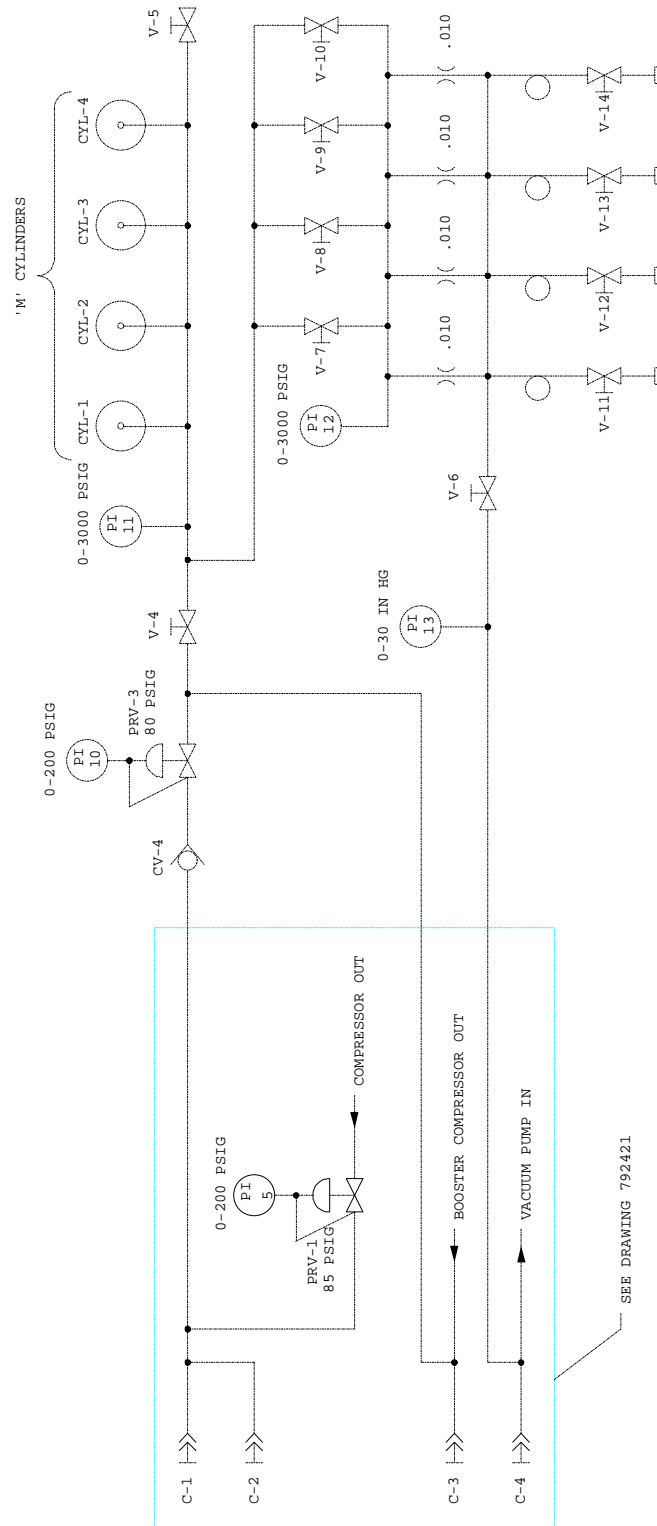 'M' CYLINDERS
CYL-1
CYL-2
CYL-3
CYL-4
V-5
0-3000 PSIG
PI
11
V-4
0-200 PSIG
PI
10
PRV-3
80 PSIG
CV-4
V-7
V-8
V-9
V-10
0-3000 PSIG
PI
12
.010
.010
.010
.010
V-6
0-30 IN HG
PI
13
V-11
V-12
V-13
V-14
0-200 PSIG
PI
5
PRV-1
85 PSIG
COMPRESSOR OUT
BOOSTER COMPRESSOR OUT
VACUUM PUMP IN
SEE DRAWING 792421
C-1
C-2
C-3
C-4